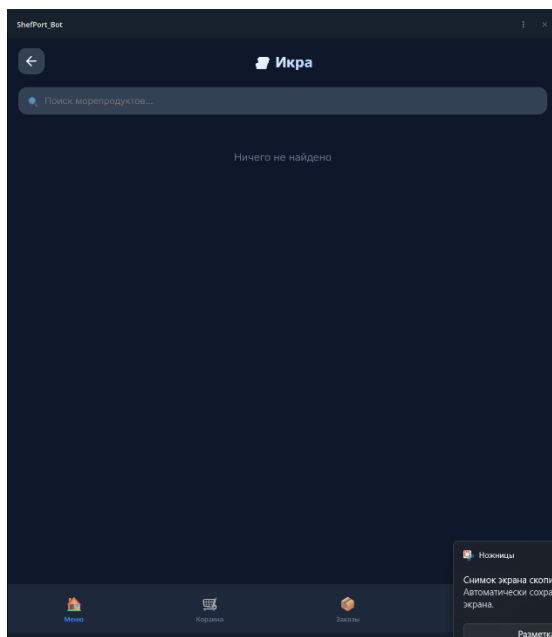 ShefPort_Bot
Икра
Поиск морепродуктов...
Ничего не найдено
Ножницы
Снимок экрана скопи
Автоматически сохра
экрана.
Разметк
Меню
Корзина
Заказы